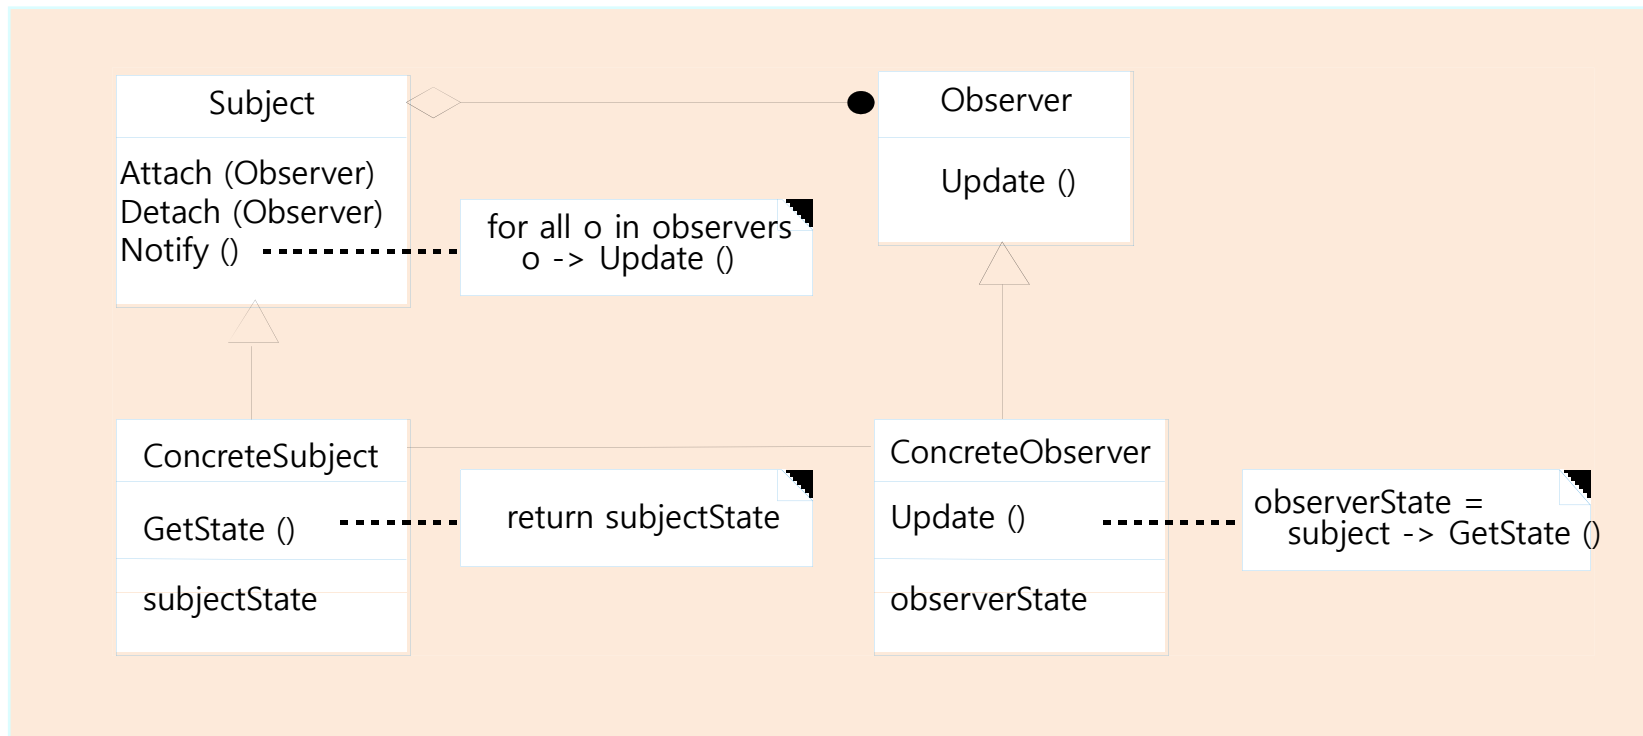 Subject
Attach (Observer)
Detach (Observer)
Notify ()
for all o in observers
o -> Update ()
Observer
Update ()
ConcreteSubject
GetState ()
subjectState
return subjectState
ConcreteObserver
Update ()
observerState
observerState =
subject -> GetState ()